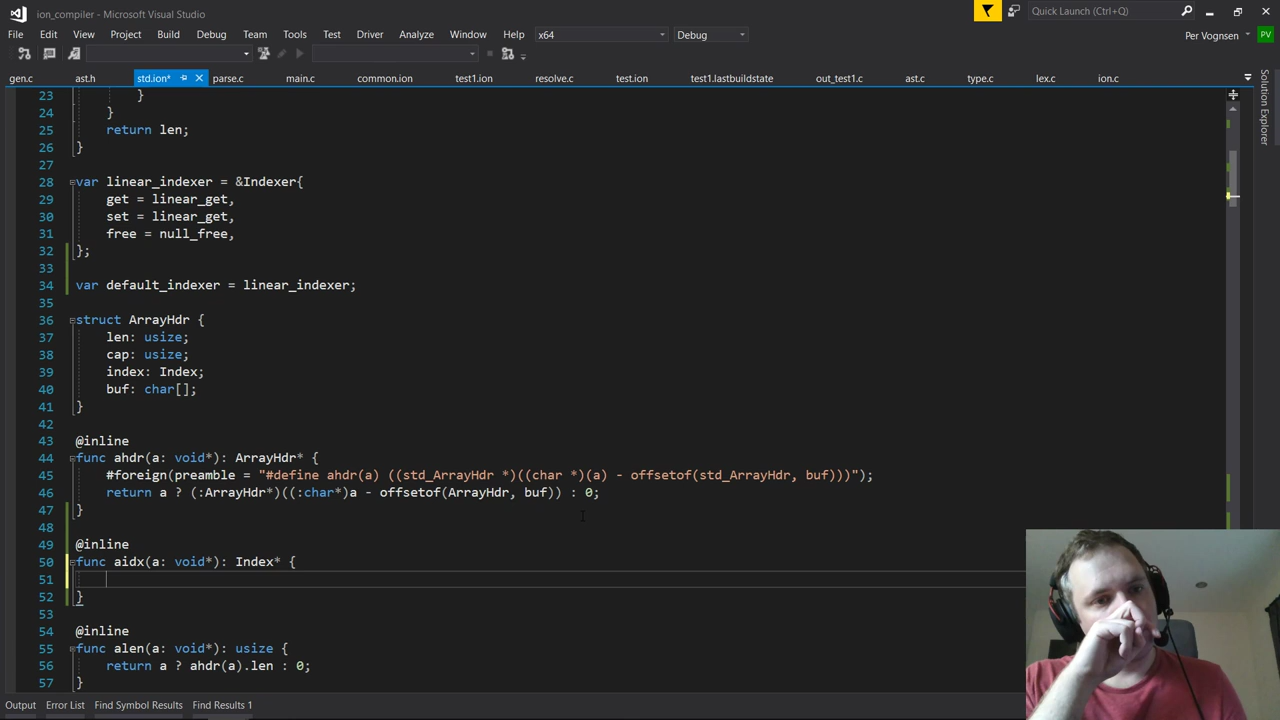 ion_compiler - Microsoft Visual Studio
Quick Launch (Ctrl+Q)
File Edit View Project Build Debug Team Tools Test Driver Analyze Window Help x64 Debug
Per Vognsen PV
gen.c ast.h std.ion* parse.c main.c common.ion test1.ion resolve.c test.ion test1.lastbuildstate out_test1.c ast.c type.c lex.c ion.c
Solution Explorer
23 }
24 }
25 return len;
26 }
27
28 var linear_indexer = &Indexer{
29 get = linear_get,
30 set = linear_get,
31 free = null_free,
32 };
33
34 var default_indexer = linear_indexer;
35
36 struct ArrayHdr {
37 len: usize;
38 cap: usize;
39 index: Index;
40 buf: char[];
41 }
42
43 @inline
44 func ahdr(a: void*): ArrayHdr* {
45 #foreign(preamble = "#define ahdr(a) ((std_ArrayHdr *)((char *)(a) - offsetof(std_ArrayHdr, buf)))");
46 return a ? (:ArrayHdr*)((:char*)a - offsetof(ArrayHdr, buf)) : 0;
47 }
48
49 @inline
50 func aidx(a: void*): Index* {
51
52 }
53
54 @inline
55 func alen(a: void*): usize {
56 return a ? ahdr(a).len : 0;
57 }
Output Error List Find Symbol Results Find Results 1